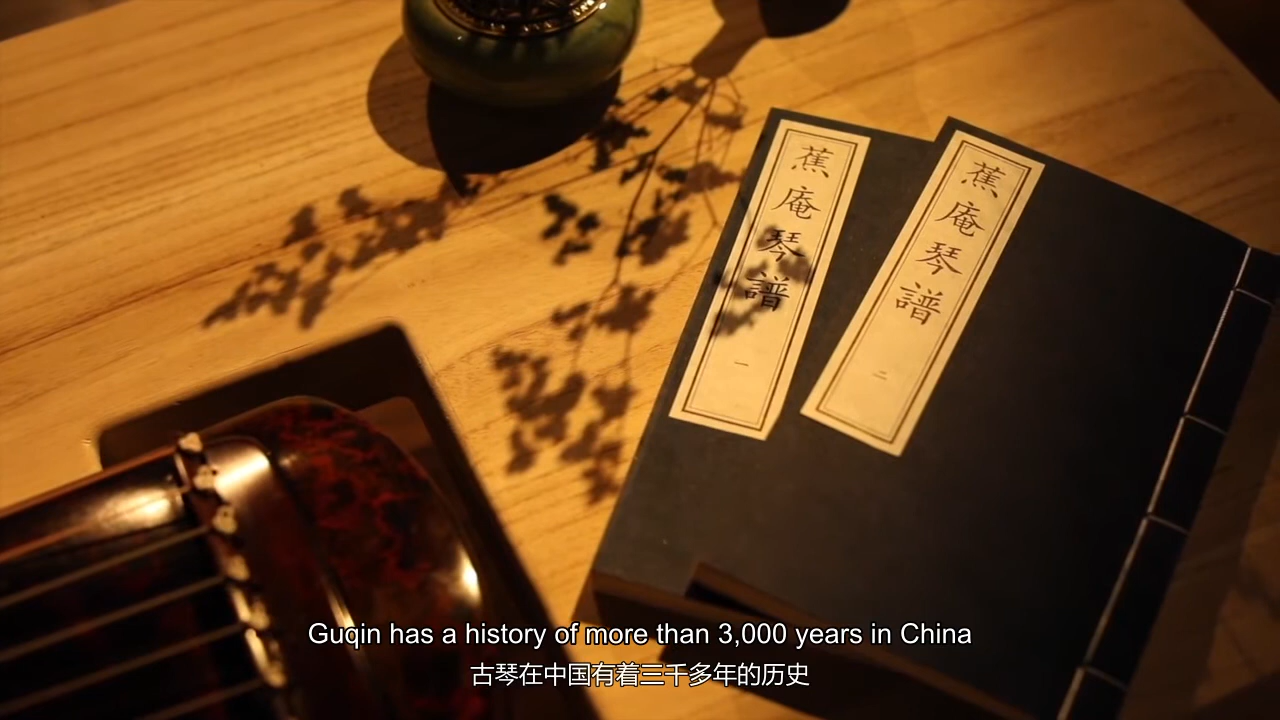 蕉庵琴譜
一
蕉庵琴譜
二
Guqin has a history of more than 3,000 years in China
古琴在中国有着三千多年的历史